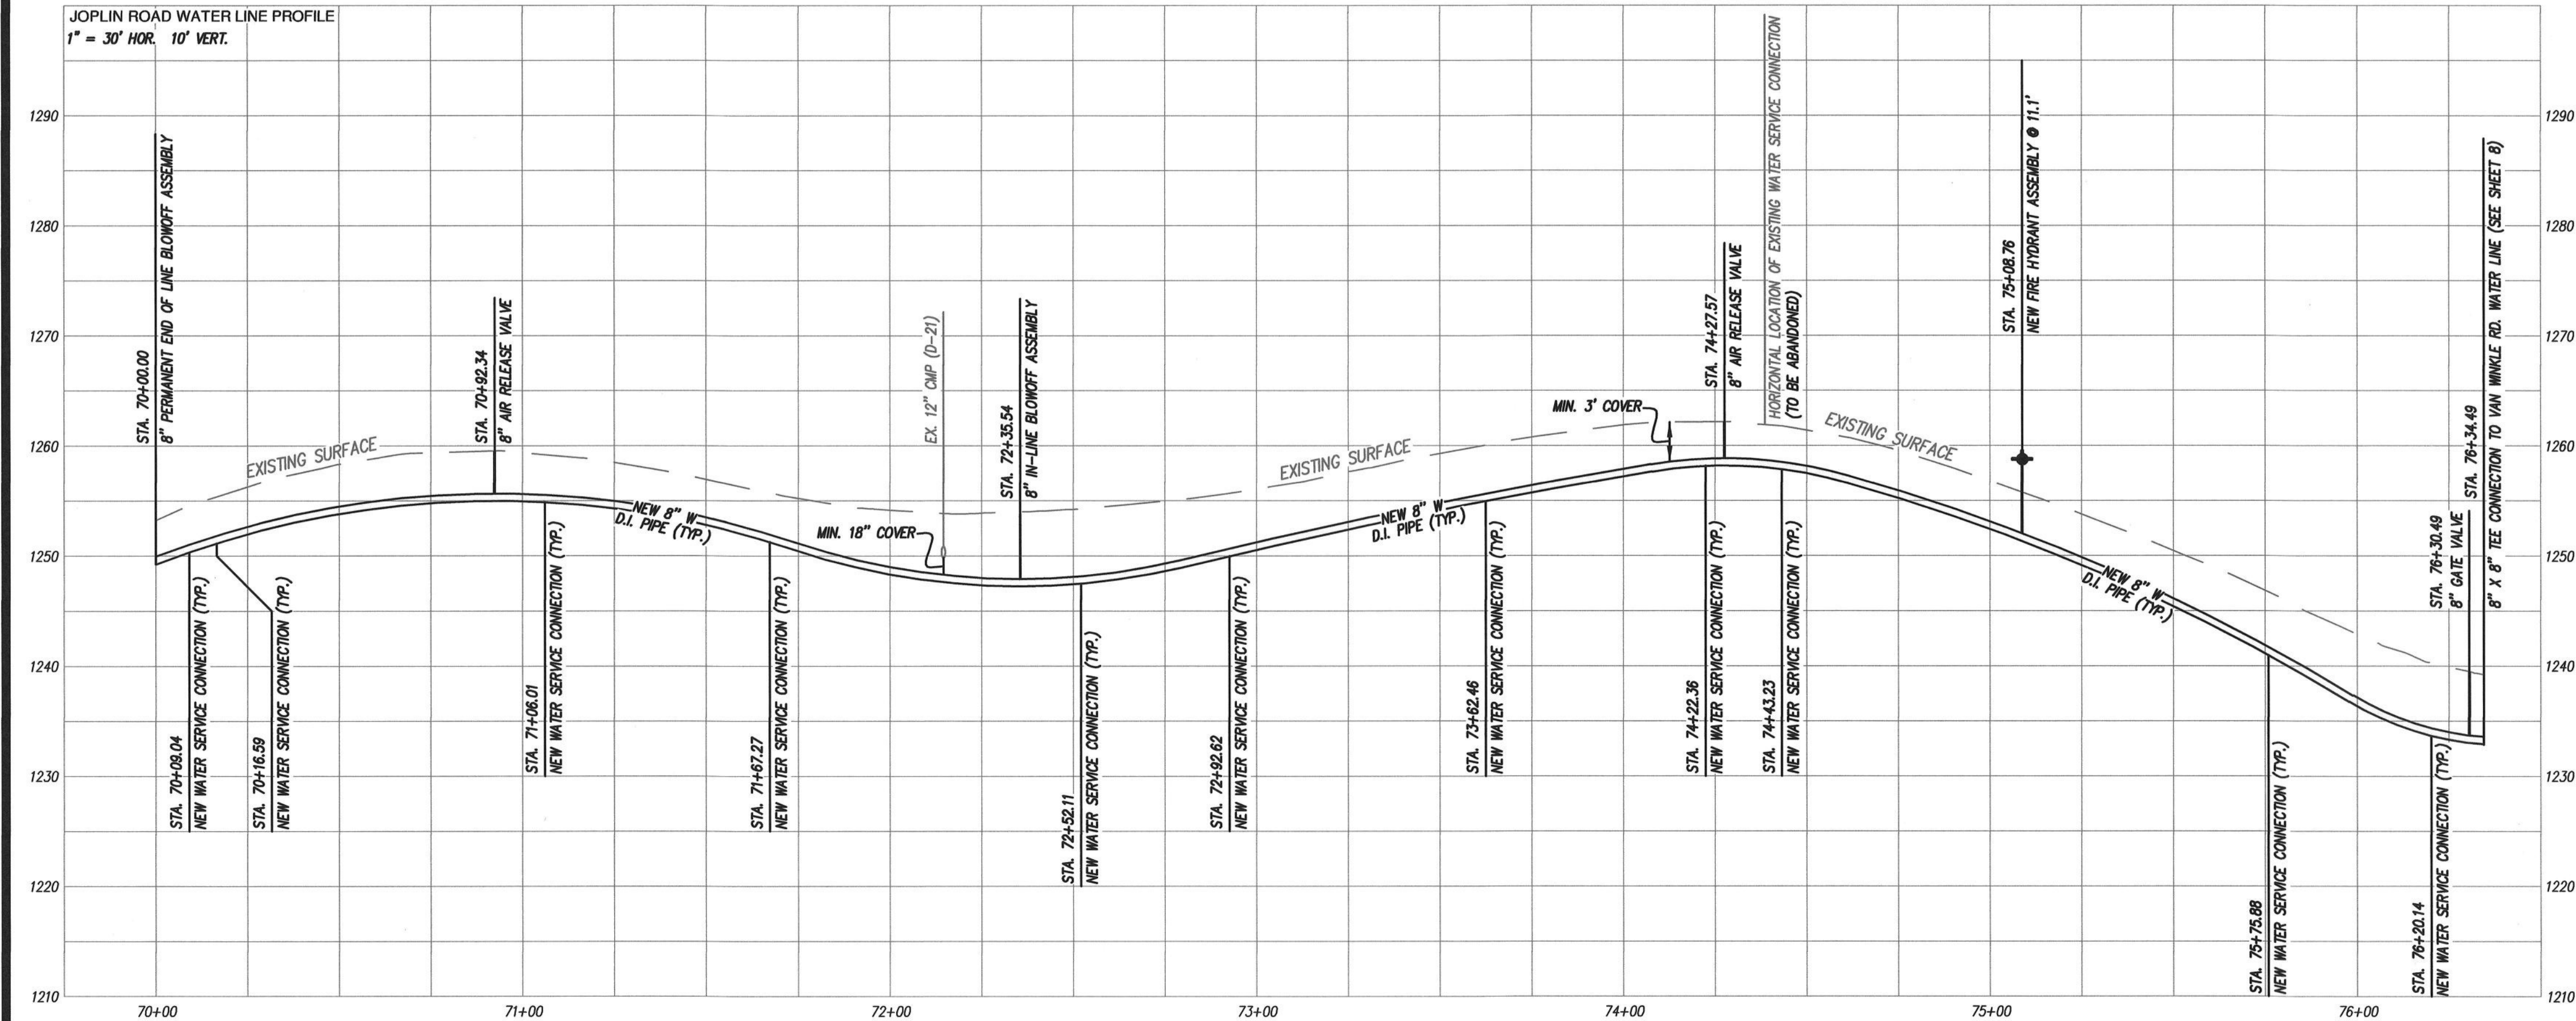 JOPLIN ROAD WATER LINE PROFILE
1" = 30' HOR.   10' VERT.
1290
1280
1270
1260
1250
1240
1230
1220
1210
1290
1280
1270
1260
1250
1240
1230
1220
1210
STA. 70+00.00
8" PERMANENT END OF LINE BLOWOFF ASSEMBLY
EXISTING SURFACE
STA. 70+92.34
8" AIR RELEASE VALVE
NEW 8" W
D.I. PIPE (TYP.)
MIN. 18" COVER
EX. 12" CMP (D-21)
STA. 72+35.54
8" IN-LINE BLOWOFF ASSEMBLY
EXISTING SURFACE
NEW 8" W
D.I. PIPE (TYP.)
MIN. 3' COVER
STA. 74+27.57
8" AIR RELEASE VALVE
HORIZONTAL LOCATION OF EXISTING WATER SERVICE CONNECTION
(TO BE ABANDONED)
EXISTING SURFACE
STA. 75+08.76
NEW FIRE HYDRANT ASSEMBLY @ 11.1'
NEW 8" W
D.I. PIPE (TYP.)
STA. 76+30.49
8" GATE VALVE
STA. 76+34.49
8" X 8" TEE CONNECTION TO VAN WINKLE RD. WATER LINE (SEE SHEET 8)
STA. 70+09.04
NEW WATER SERVICE CONNECTION (TYP.)
STA. 70+16.59
NEW WATER SERVICE CONNECTION (TYP.)
STA. 71+06.01
NEW WATER SERVICE CONNECTION (TYP.)
STA. 71+67.27
NEW WATER SERVICE CONNECTION (TYP.)
STA. 72+52.11
NEW WATER SERVICE CONNECTION (TYP.)
STA. 72+92.62
NEW WATER SERVICE CONNECTION (TYP.)
STA. 73+62.46
NEW WATER SERVICE CONNECTION (TYP.)
STA. 74+22.36
NEW WATER SERVICE CONNECTION (TYP.)
STA. 74+43.23
NEW WATER SERVICE CONNECTION (TYP.)
STA. 75+75.88
NEW WATER SERVICE CONNECTION (TYP.)
STA. 76+20.14
NEW WATER SERVICE CONNECTION (TYP.)
70+00
71+00
72+00
73+00
74+00
75+00
76+00